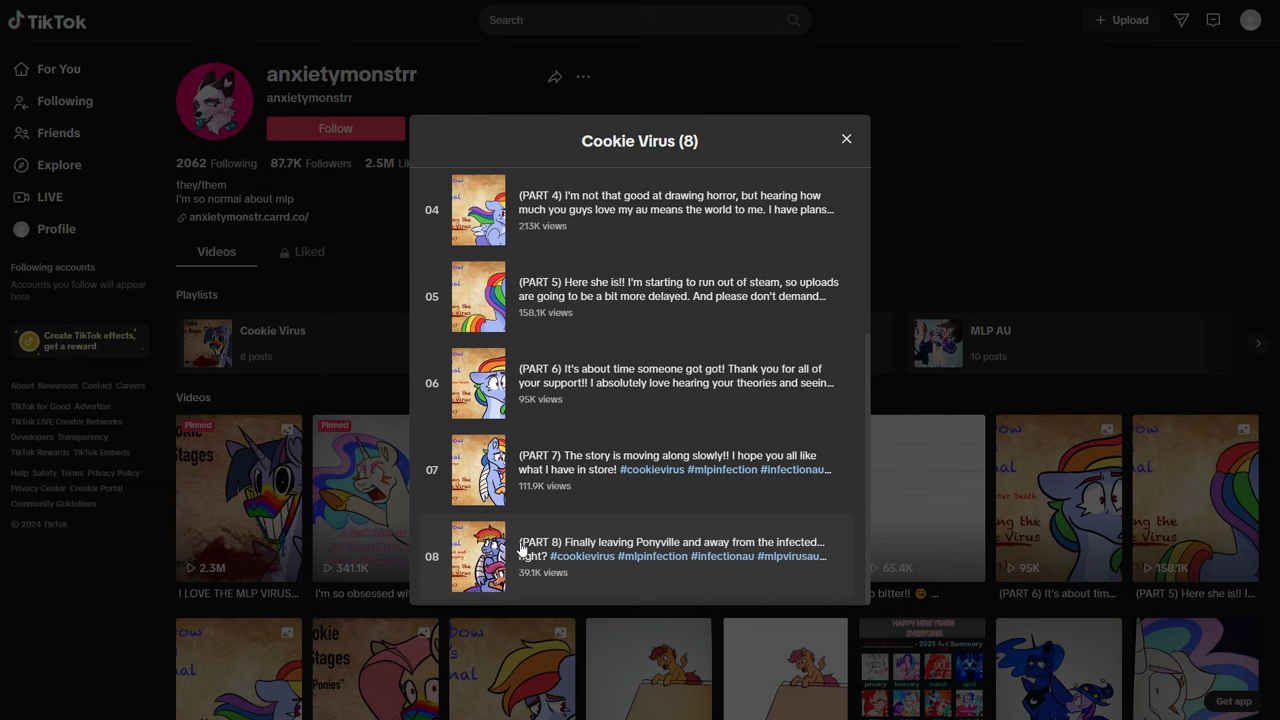 TikTok
Search
Upload
For You
Following
Friends
Explore
LIVE
Profile
Following accounts
Accounts you follow will appear
here
Create TikTok effects,
get a reward
About Newsroom Contact Careers
TikTok for Good Advertise
TikTok LIVE Creator Networks
Developers Transparency
TikTok Rewards TikTok Embeds
Help Safety Terms Privacy Policy
Privacy Center Creator Portal
Community Guidelines
© 2024 TikTok
anxietymonstrr
anxietymonstrr
Follow
2062 Following 87.7K Followers 2.5M
they/them
I'm so normal about mlp
anxietymonstr.carrd.co/
Videos
Liked
Playlists
Cookie Virus
8 posts
MLP AU
10 posts
Videos
Cookie Virus (8)
04
(PART 4) I'm not that good at drawing horror, but hearing how
much you guys love my au means the world to me. I have plans...
213K views
05
(PART 5) Here she is!! I'm starting to run out of steam, so uploads
are going to be a bit more delayed. And please don't demand...
158.1K views
06
(PART 6) It's about time someone got got! Thank you for all of
your support!! I absolutely love hearing your theories and seein...
95K views
07
(PART 7) The story is moving along slowly!! I hope you all like
what I have in store! #cookievirus #mlpinfection #infectionau...
111.9K views
08
(PART 8) Finally leaving Ponyville and away from the infected...
right? #cookievirus #mlpinfection #infectionau #mlpvirusau...
39.1K views
Pinned
Pinned
Stages
2.3M
341.1K
65.4K
95K
158.1K
I LOVE THE MLP VIRUS...
I'm so obsessed wi
bitter!! ...
(PART 6) It's about tim...
(PART 5) Here she is!! I...
Stages
Ponies"
HAPPY NEW YEARS
EVERYONE!
- 2023 Art Summary
january february march april
Get app